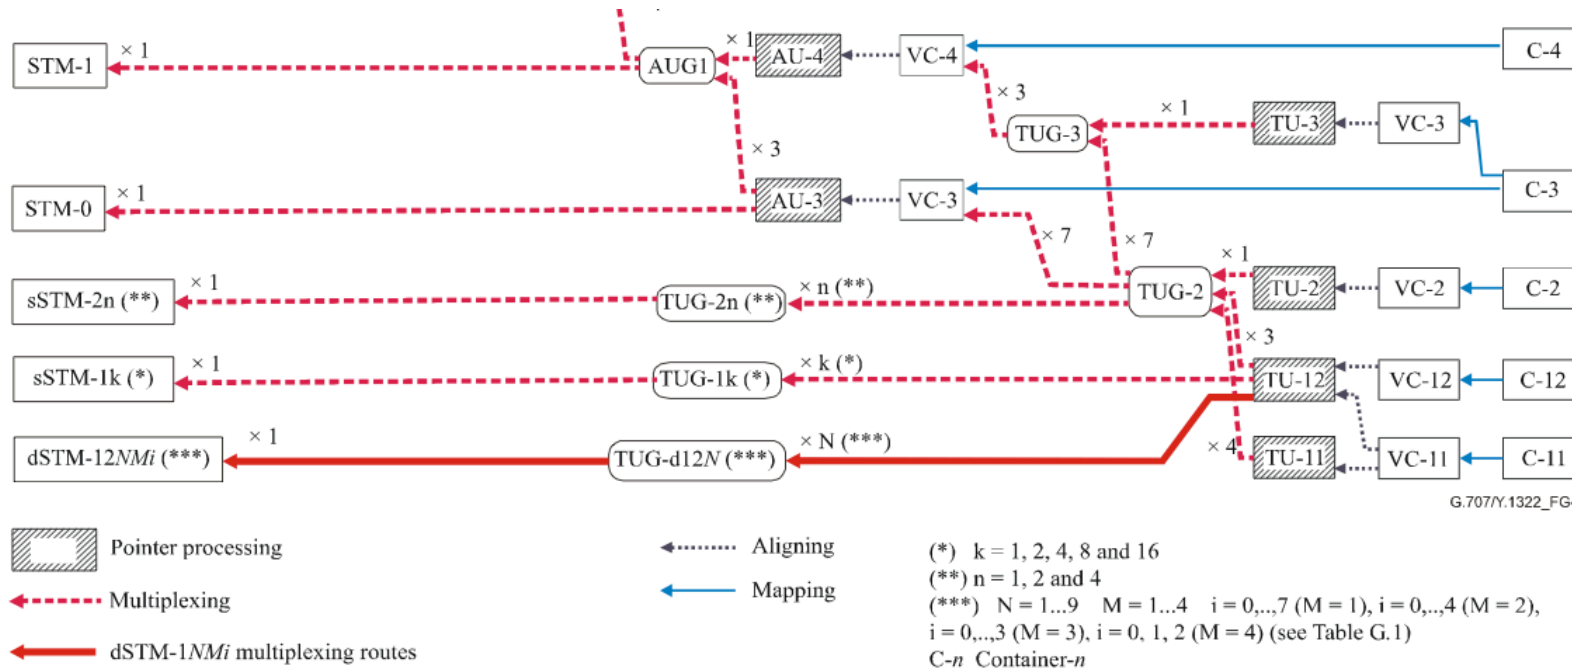 × 1
STM-1
AUG1
× 1
AU-4
VC-4
C-4
× 3
× 1
TUG-3
TU-3
VC-3
× 3
× 1
STM-0
AU-3
VC-3
C-3
× 7
× 7
× 1
× 1
sSTM-2n (**)
TUG-2n (**)
× n (**)
TUG-2
TU-2
VC-2
C-2
× 3
× 1
sSTM-1k (*)
TUG-1k (*)
× k (*)
TU-12
VC-12
C-12
× 1
dSTM-12NMi (***)
TUG-d12N (***)
× N (***)
× 4
TU-11
VC-11
C-11
G.707/Y.1322_FG-
Pointer processing
Multiplexing
dSTM-1NMi multiplexing routes
Aligning
Mapping
(*) k = 1, 2, 4, 8 and 16
(**) n = 1, 2 and 4
(***) N = 1...9 M = 1...4 i = 0,..,7 (M = 1), i = 0,..,4 (M = 2),
i = 0,..,3 (M = 3), i = 0, 1, 2 (M = 4) (see Table G.1)
C-n Container-n